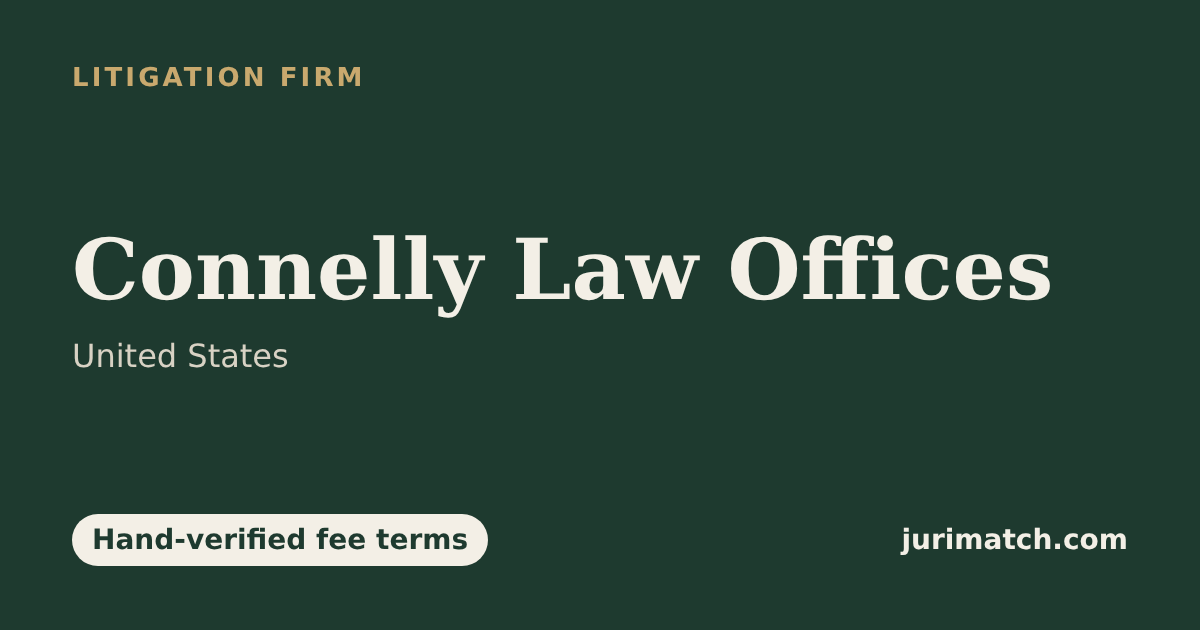 LITIGATION FIRM
Connelly Law Offices
United States
Hand-verified fee terms
jurimatch.com